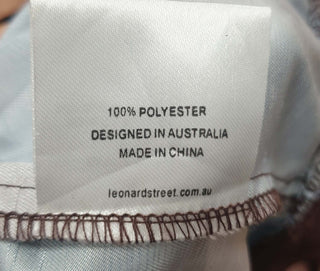 100% POLYESTER
DESIGNED IN AUSTRALIA
MADE IN CHINA
leonardstreet.com.au